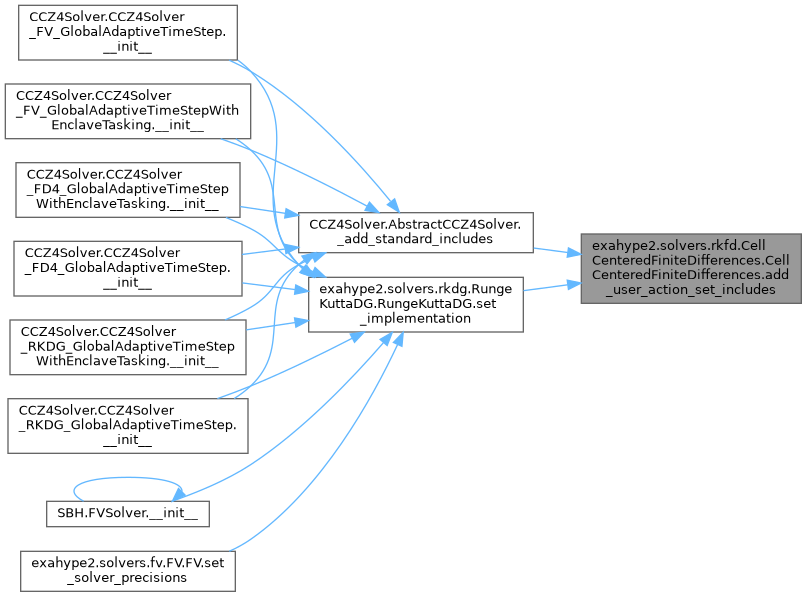 CCZ4Solver.CCZ4Solver
_FV_GlobalAdaptiveTimeStep.
__init__
CCZ4Solver.CCZ4Solver
_FV_GlobalAdaptiveTimeStepWith
EnclaveTasking.__init__
CCZ4Solver.CCZ4Solver
_FD4_GlobalAdaptiveTimeStep
WithEnclaveTasking.__init__
CCZ4Solver.CCZ4Solver
_FD4_GlobalAdaptiveTimeStep.
__init__
CCZ4Solver.CCZ4Solver
_RKDG_GlobalAdaptiveTimeStep
WithEnclaveTasking.__init__
CCZ4Solver.CCZ4Solver
_RKDG_GlobalAdaptiveTimeStep.
__init__
SBH.FVSolver.__init__
exahype2.solvers.fv.FV.FV.set
_solver_precisions
CCZ4Solver.AbstractCCZ4Solver.
_add_standard_includes
exahype2.solvers.rkdg.Runge
KuttaDG.RungeKuttaDG.set
_implementation
exahype2.solvers.rkfd.Cell
CenteredFiniteDifferences.Cell
CenteredFiniteDifferences.add
_user_action_set_includes